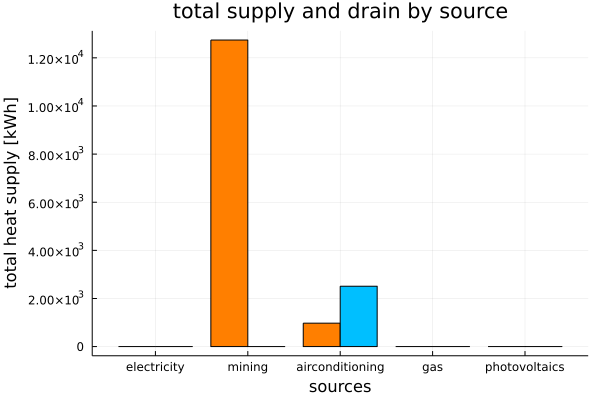 total supply and drain by source
total heat supply [kWh]
1.20×10⁴
1.00×10⁴
8.00×10³
6.00×10³
4.00×10³
2.00×10³
0
electricity mining airconditioning gas photovoltaics
sources